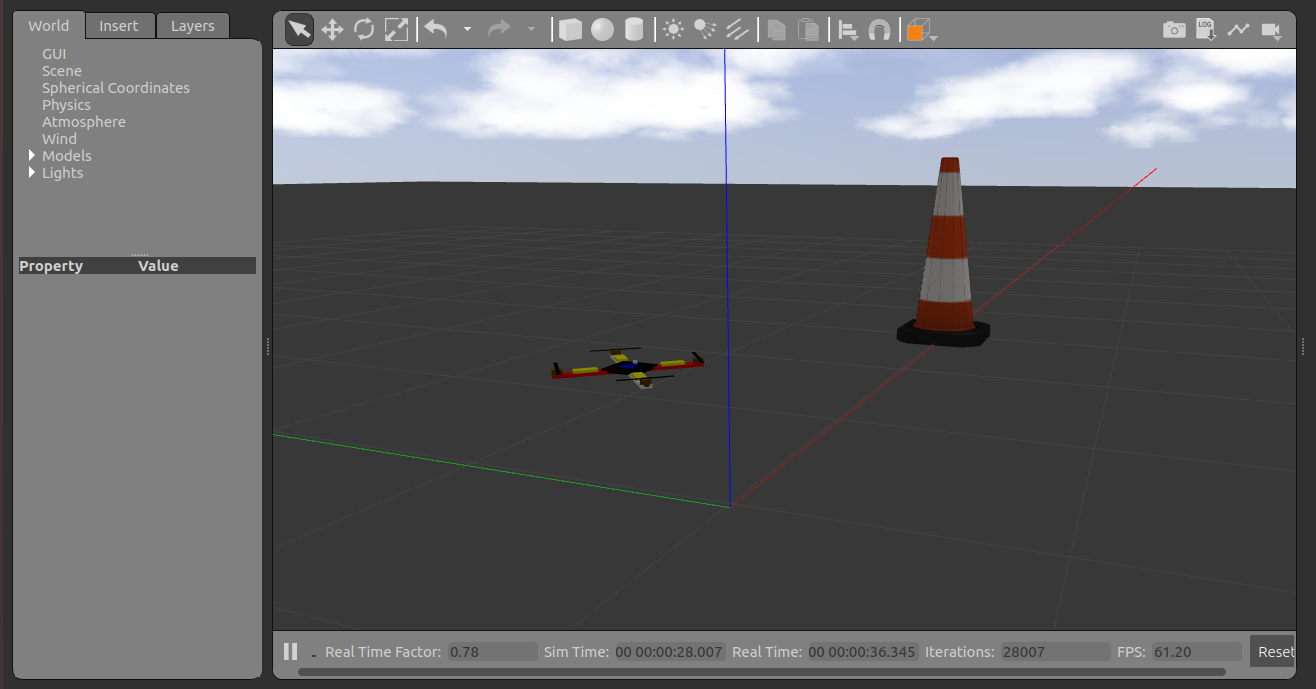 World Insert Layers
GUI
Scene
Spherical Coordinates
Physics
Atmosphere
Wind
Models
Lights
Property Value
LOG
Real Time Factor: 0.78 Sim Time: 00 00:00:28.007 Real Time: 00 00:00:36.345 Iterations: 28007 FPS: 61.20 Reset